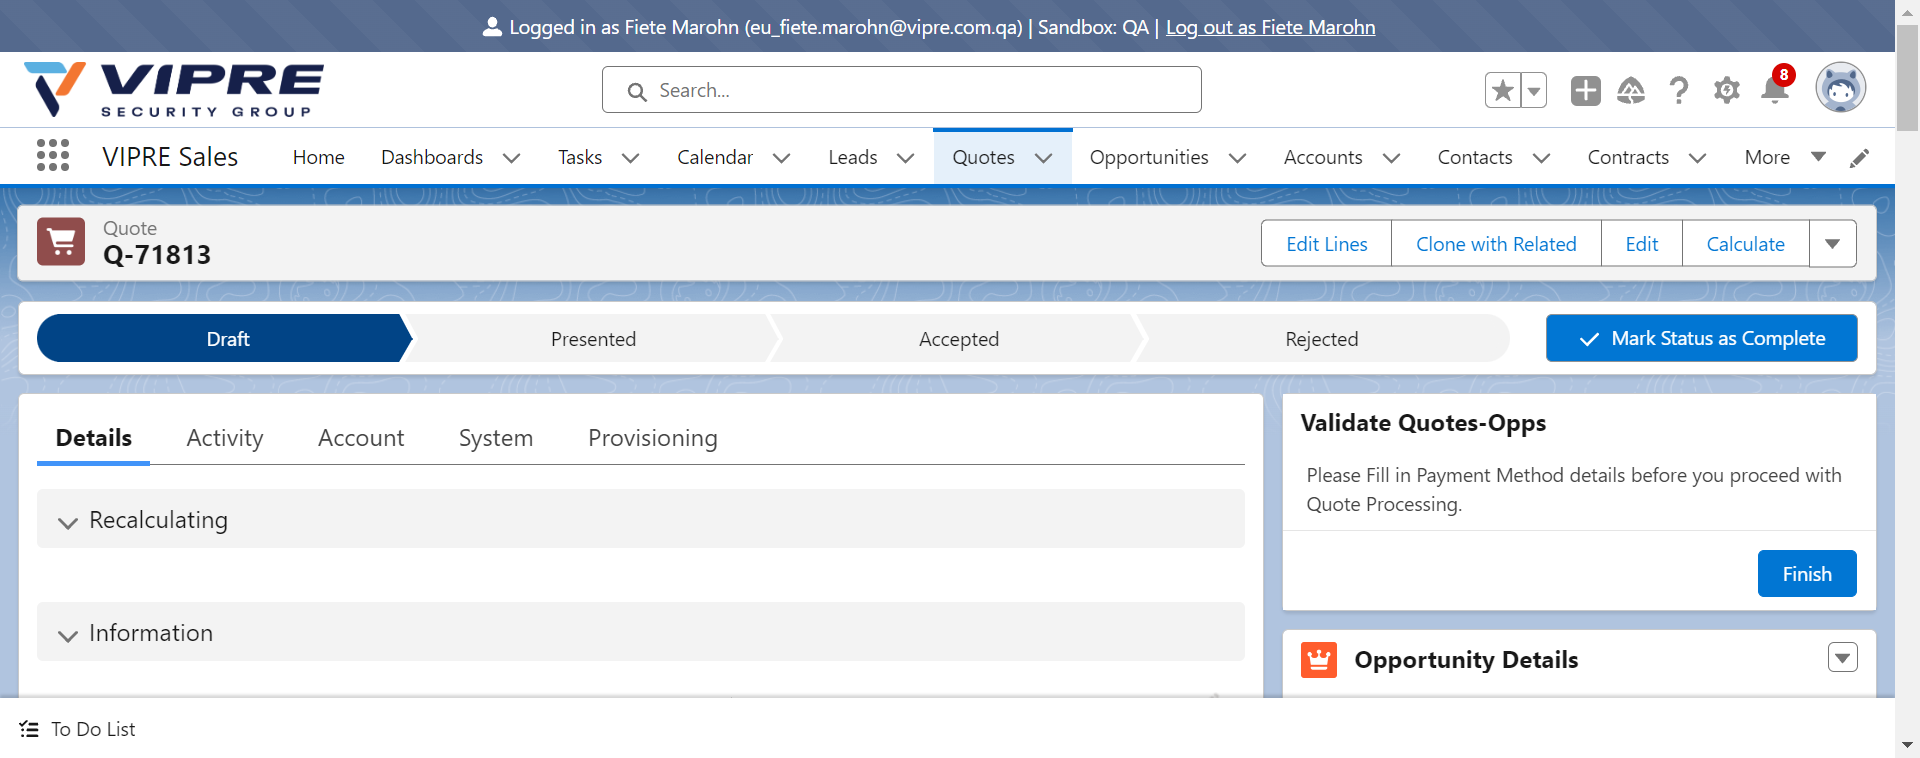 Logged in as Fiete Marohn (eu_fiete.marohn@vipre.com.qa) | Sandbox: QA | Log out as Fiete Marohn
VIPRE
SECURITY GROUP
Search...
8
VIPRE Sales
Home
Dashboards
Tasks
Calendar
Leads
Quotes
Opportunities
Accounts
Contacts
Contracts
More
Quote
Q-71813
Edit Lines
Clone with Related
Edit
Calculate
Draft
Presented
Accepted
Rejected
Mark Status as Complete
Details
Activity
Account
System
Provisioning
Recalculating
Information
Validate Quotes-Opps
Please Fill in Payment Method details before you proceed with
Quote Processing.
Finish
Opportunity Details
To Do List